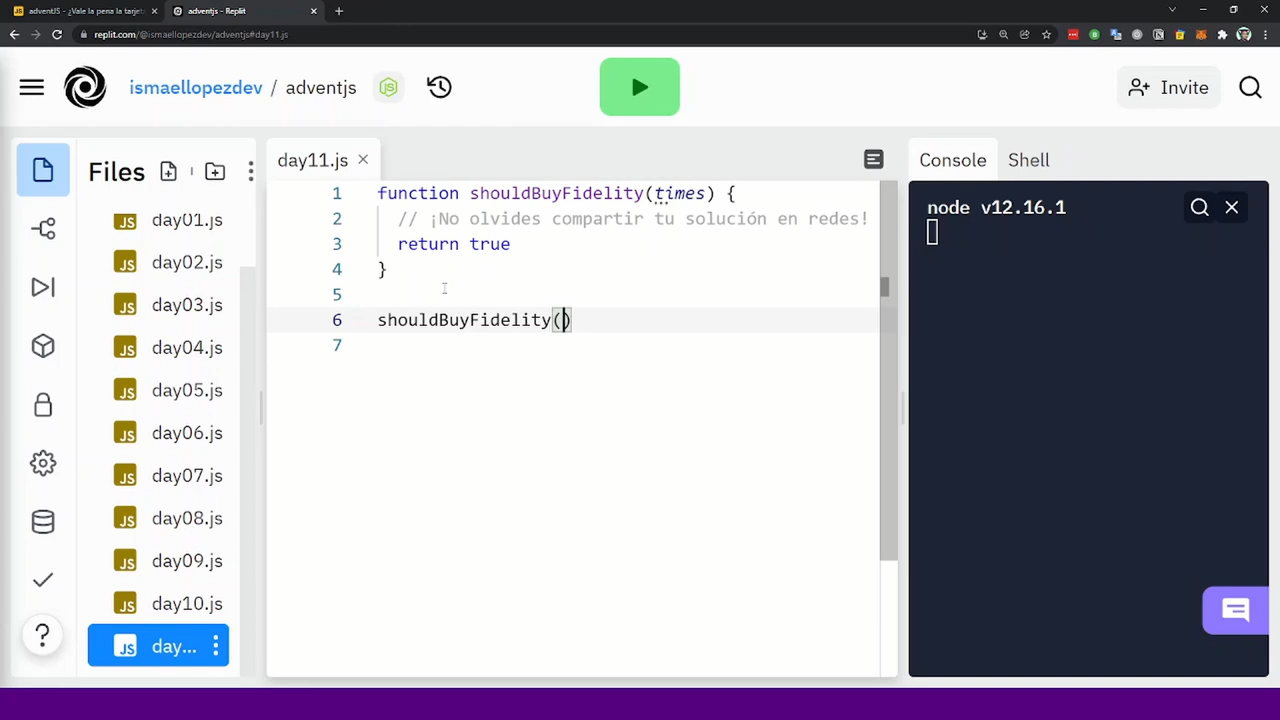 adventJS - ¿Vale la pena la tarjet
adventjs - Replit
replit.com/@ismaellopezdev/adventjs#day11.js
ismaellopezdev / adventjs
Invite
Files
day01.js
day02.js
day03.js
day04.js
day05.js
day06.js
day07.js
day08.js
day09.js
day10.js
day...
day11.js
1 function shouldBuyFidelity(times) {
2 // ¡No olvides compartir tu solución en redes!
3 return true
4 }
5
6 shouldBuyFidelity()
7
Console Shell
node v12.16.1